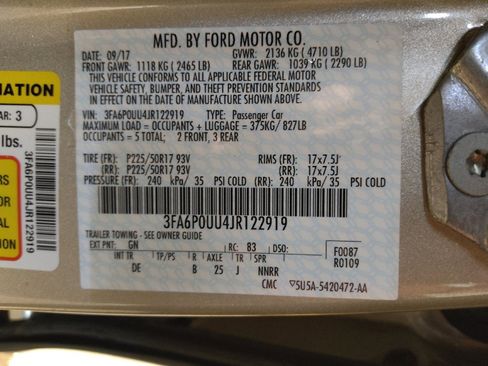 MFD. BY FORD MOTOR CO.
DATE: 09/17 GVWR: 2136 KG (4710 LB)
FRONT GAWR: 1118 KG (2465 LB) REAR GAWR: 1039 KG (2290 LB)
THIS VEHICLE CONFORMS TO ALL APPLICABLE FEDERAL MOTOR
VEHICLE SAFETY, BUMPER, AND THEFT PREVENTION STANDARDS
IN EFFECT ON THE DATE OF MANUFACTURE SHOWN ABOVE.
VIN: 3FA6P0UU4JR122919 TYPE: Passenger Car
MAXIMUM LOAD = OCCUPANTS + LUGGAGE = 375KG/ 827LB
OCCUPANTS = 5 TOTAL; 2 FRONT, 3 REAR
TIRE (FR): P225/50R17 93V RIMS (FR): 17x7.5J
(RR): P225/50R17 93V (RR): 17x7.5J
PRESSURE (FR): 240 kPa/ 35 PSI COLD (RR): 240 kPa/ 35 PSI COLD
3FA6P0UU4JR122919
TRAILER TOWING - SEE OWNER GUIDE
EXT PNT: GN RC: B3 DSO: F0087
R0109
INT TR TP/PS R AXLE TR SPR
DE B 25 J NNRR
CMC ▽5U5A-5420472-AA
AR: 3
lbs.
3FA6P0UU4JR122919